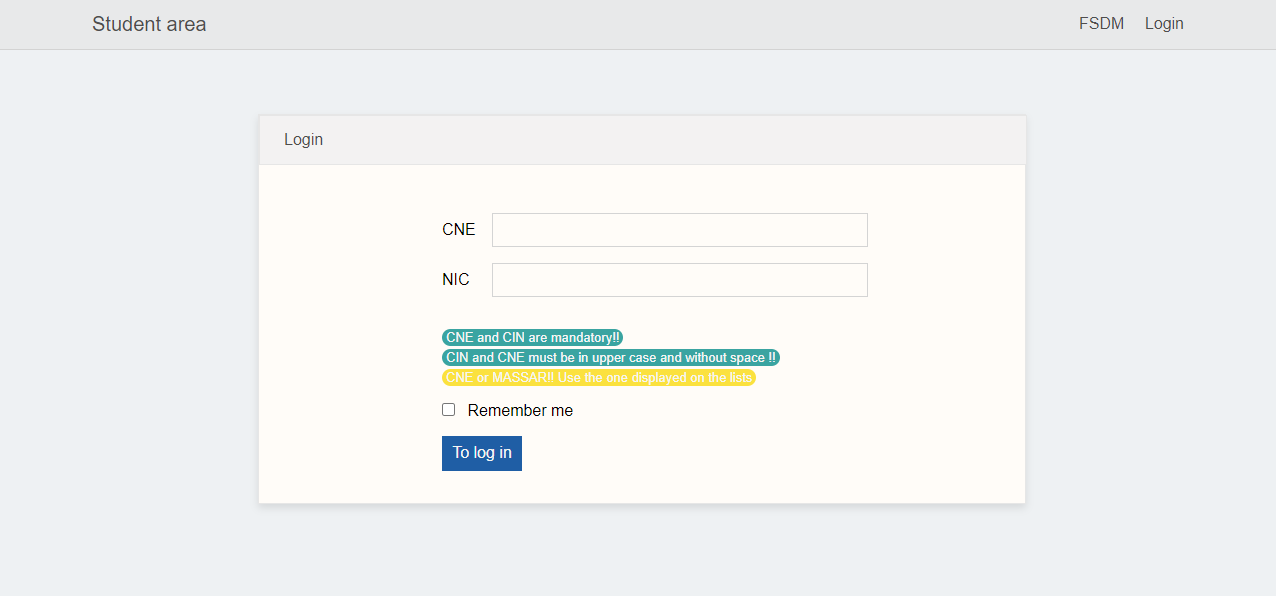 Student area FSDM Login
Login
CNE
NIC
CNE and CIN are mandatory!!
CIN and CNE must be in upper case and without space !!
CNE or MASSAR!! Use the one displayed on the lists
Remember me
To log in